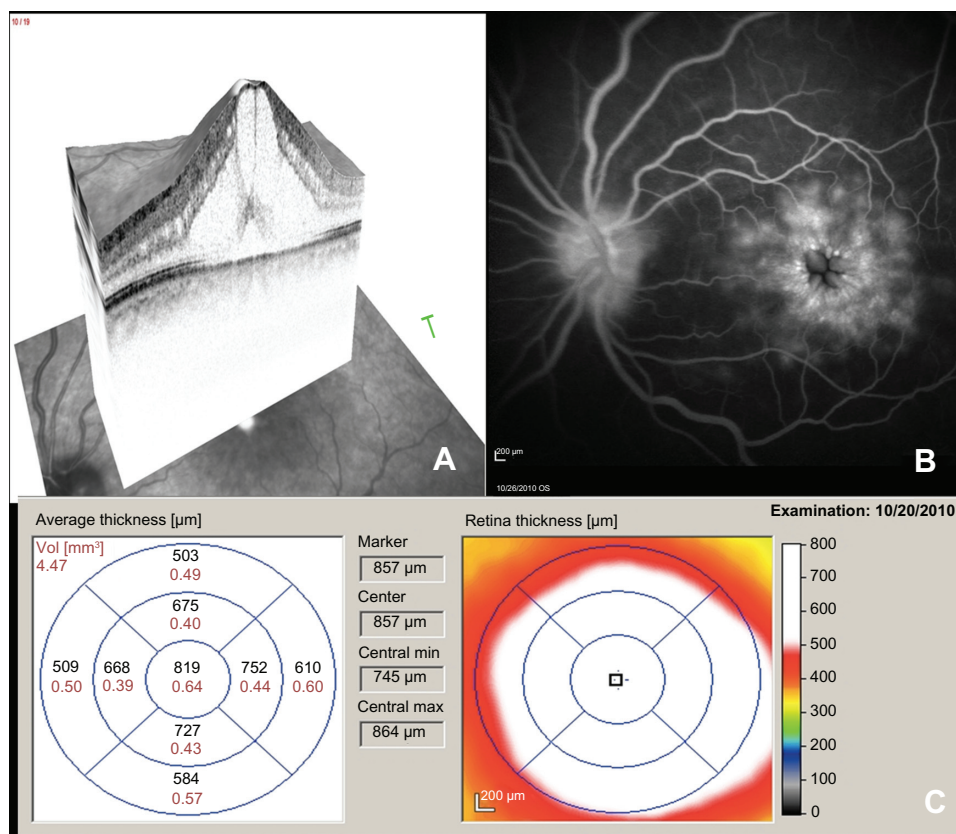 10 / 19
A
200 µm
10/26/2010 OS
B
Examination: 10/20/2010
Average thickness [µm]
Vol [mm³]
4.47
503
0.49
675
0.40
509
0.50
668
0.39
819
0.64
752
0.44
610
0.60
727
0.43
584
0.57
Marker
857 µm
Center
857 µm
Central min
745 µm
Central max
864 µm
Retina thickness [µm]
200 µm
800
700
600
500
400
300
200
100
0
C